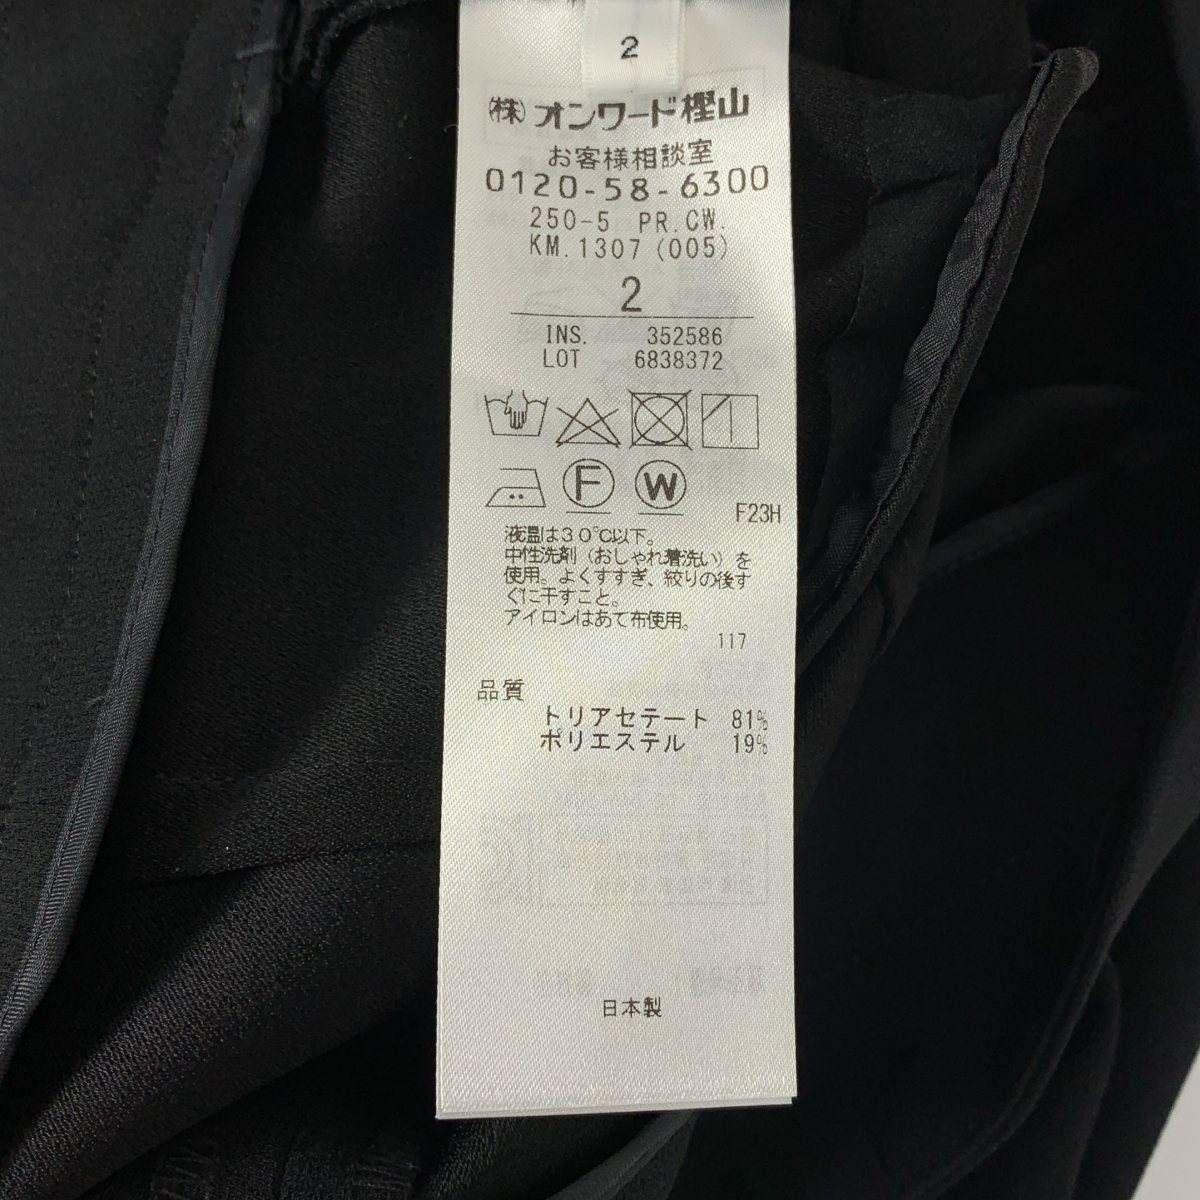 2
(株)オンワード樫山
お客様相談室
0120-58-6300
250-5 PR.CW.
KM.1307 (005)
2
INS. 352586
LOT 6838372
F W
F23H
液温は30℃以下。
中性洗剤(おしゃれ着洗い)を
使用。よくすすぎ、絞りの後す
ぐに干すこと。
アイロンはあて布使用。
117
品質
トリアセテート 81%
ポリエステル 19%
日本製